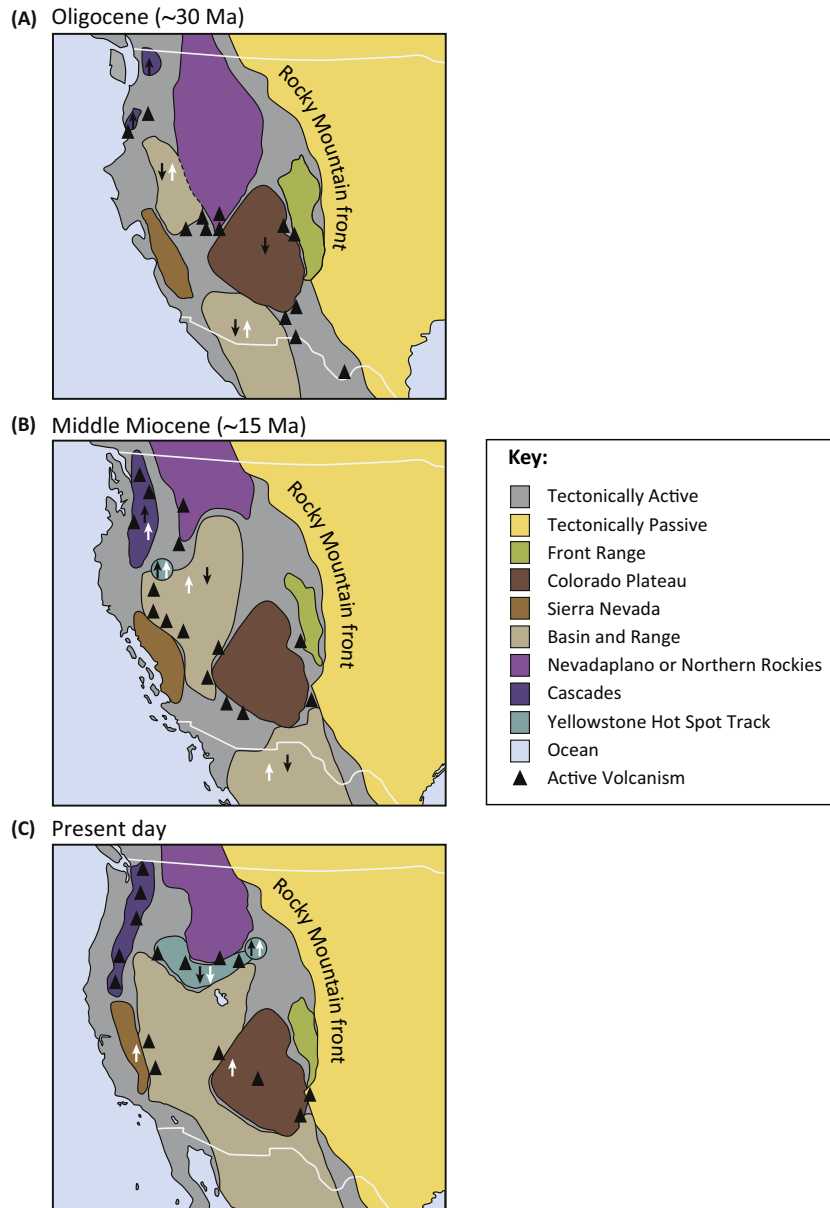 (A) Oligocene (~30 Ma)
Rocky Mountain front
(B) Middle Miocene (~15 Ma)
Rocky Mountain front
Key:
Tectonically Active
Tectonically Passive
Front Range
Colorado Plateau
Sierra Nevada
Basin and Range
Nevadaplano or Northern Rockies
Cascades
Yellowstone Hot Spot Track
Ocean
Active Volcanism
(C) Present day
Rocky Mountain front